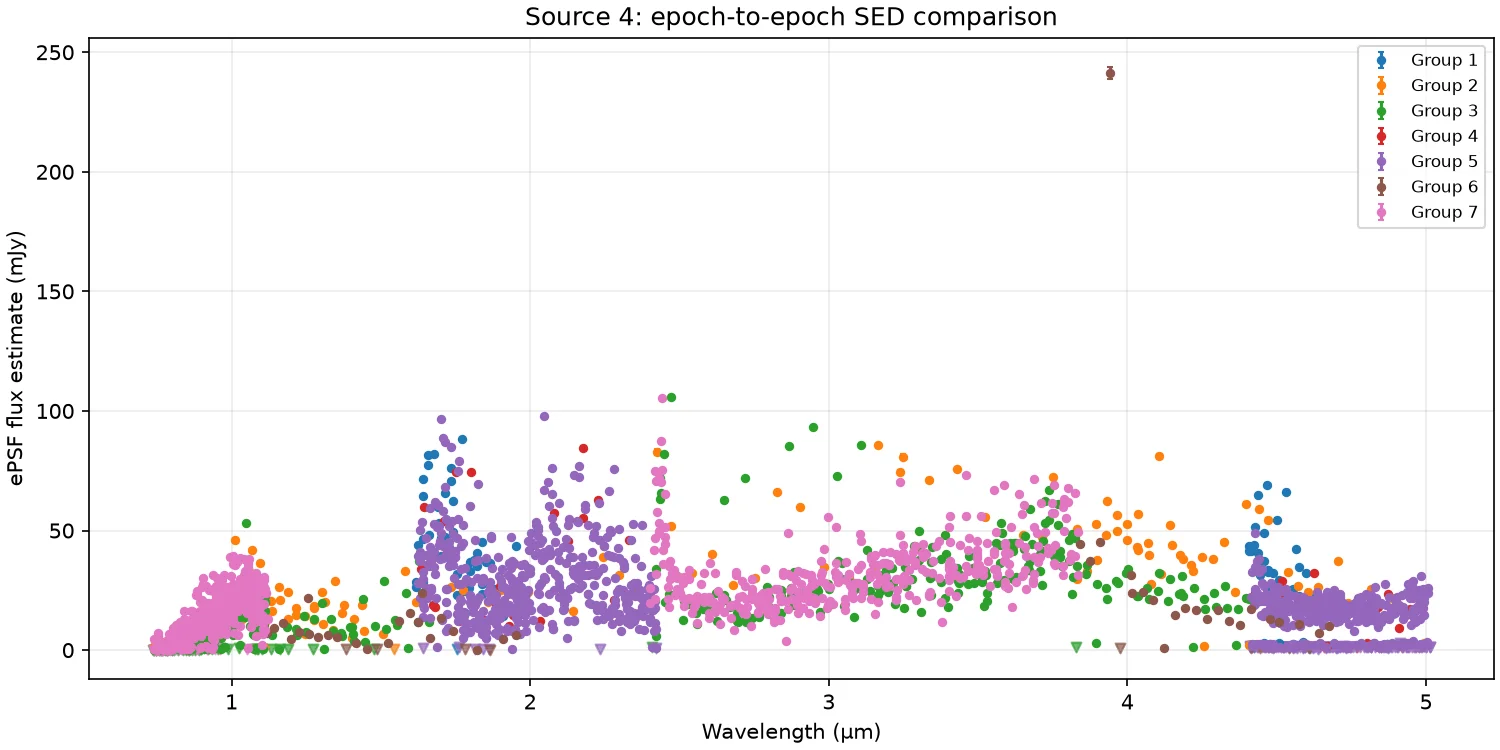 Source 4: epoch-to-epoch SED comparison
ePSF flux estimate (mJy)
250
200
150
100
50
0
1
2
3
4
5
Wavelength (μm)
Group 1
Group 2
Group 3
Group 4
Group 5
Group 6
Group 7